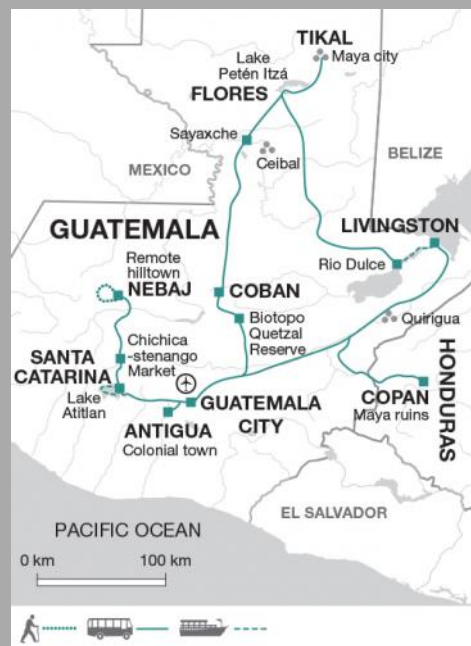 TIKAL
Maya city
Lake
Petén Itzá
FLORES
Sayaxche
Ceibal
MEXICO
BELIZE
GUATEMALA
LIVINGSTON
Remote
hilltown
NEBAJ
Rio Dulce
COBAN
Biotopo
Quetzal
Reserve
Quirigua
Chichica
-stenango
Market
SANTA
CATARINA
Lake
Atitlan
HONDURAS
GUATEMALA
CITY
COPAN
Maya ruins
ANTIGUA
Colonial town
EL SALVADOR
PACIFIC OCEAN
0 km
100 km